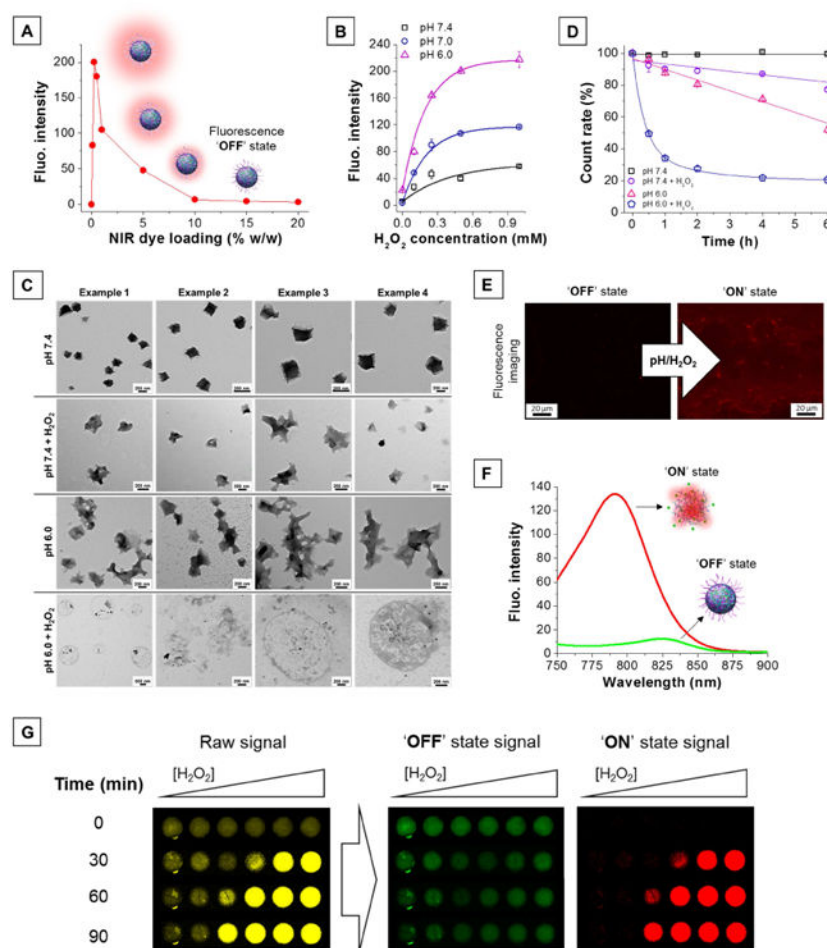 A
Fluo. intensity
200
150
100
50
0
0
5
10
15
20
NIR dye loading (% w/w)
Fluorescence
'OFF' state
B
Fluo. intensity
240
200
160
120
80
40
0
0.0
0.3
0.6
0.9
H₂O₂ concentration (mM)
pH 7.4
pH 7.0
pH 6.0
D
Count rate (%)
100
80
60
40
20
0
0
1
2
4
6
Time (h)
pH 7.4
pH 7.4 + H₂O₂
pH 6.0
pH 6.0 + H₂O₂
C
Example 1
Example 2
Example 3
Example 4
pH 7.4
pH 7.4 + H₂O₂
pH 6.0
pH 6.0 + H₂O₂
E
'OFF' state
'ON' state
Fluorescence
imaging
pH/H₂O₂
20 µm
20 µm
F
Fluo. intensity
140
120
100
80
60
40
20
0
750
775
800
825
850
875
900
Wavelength (nm)
'ON' state
'OFF' state
G
Raw signal
'OFF' state signal
'ON' state signal
Time (min)
[H₂O₂]
[H₂O₂]
[H₂O₂]
0
30
60
90